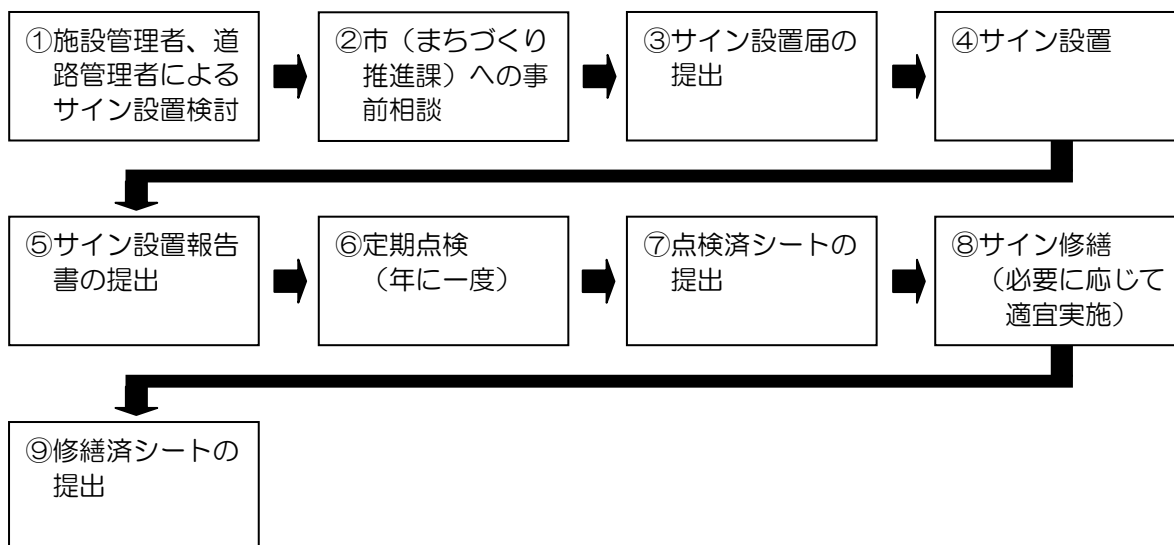 ①施設管理者、道
路管理者による
サイン設置検討
②市（まちづくり
推進課）への事
前相談
③サイン設置届の
提出
④サイン設置
⑤サイン設置報告
書の提出
⑥定期点検
（年に一度）
⑦点検済シートの
提出
⑧サイン修繕
（必要に応じて
適宜実施）
⑨修繕済シートの
提出